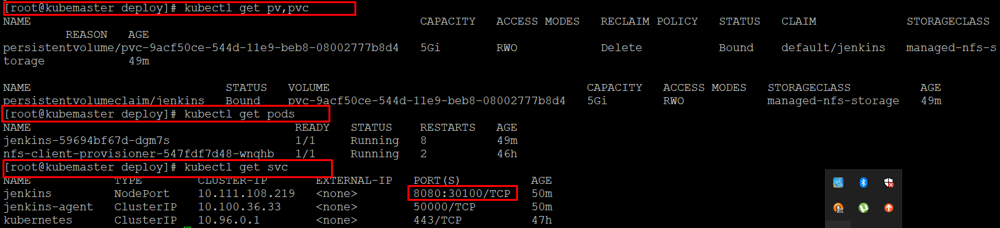 [root@kubemaster deploy]# kubectl get pv,pvc
NAME CAPACITY ACCESS MODES RECLAIM POLICY STATUS CLAIM STORAGECLASS
REASON AGE
persistentvolume/pvc-9acf50ce-544d-11e9-beb8-08002777b8d4 5Gi RWO Delete Bound default/jenkins managed-nfs-s
torage 49m
NAME STATUS VOLUME CAPACITY ACCESS MODES STORAGECLASS AGE
persistentvolumeclaim/jenkins Bound pvc-9acf50ce-544d-11e9-beb8-08002777b8d4 5Gi RWO managed-nfs-storage 49m
[root@kubemaster deploy]# kubectl get pods
NAME READY STATUS RESTARTS AGE
jenkins-59694bf67d-dgm7s 1/1 Running 8 49m
nfs-client-provisioner-547fdf7d48-wnqhb 1/1 Running 2 46h
[root@kubemaster deploy]# kubectl get svc
NAME TYPE CLUSTER-IP EXTERNAL-IP PORT(S) AGE
jenkins NodePort 10.111.108.219 <none> 8080:30100/TCP 50m
jenkins-agent ClusterIP 10.100.36.33 <none> 50000/TCP 50m
kubernetes ClusterIP 10.96.0.1 <none> 443/TCP 47h